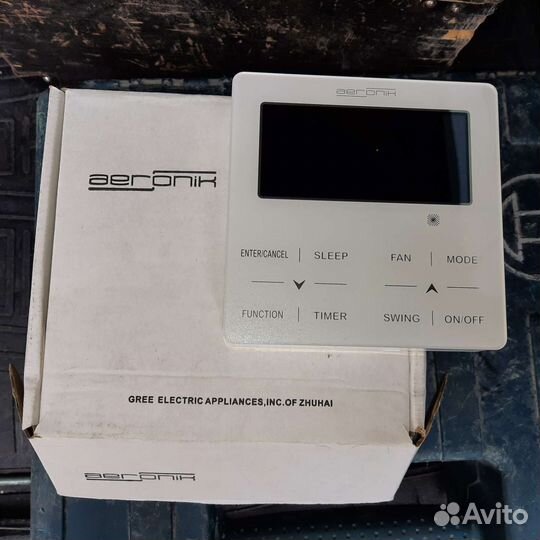 aeronik
aeronik
ENTER/CANCEL SLEEP FAN MODE
FUNCTION TIMER SWING ON/OFF
GREE ELECTRIC APPLIANCES,INC.OF ZHUHAI
aeronik
Avito